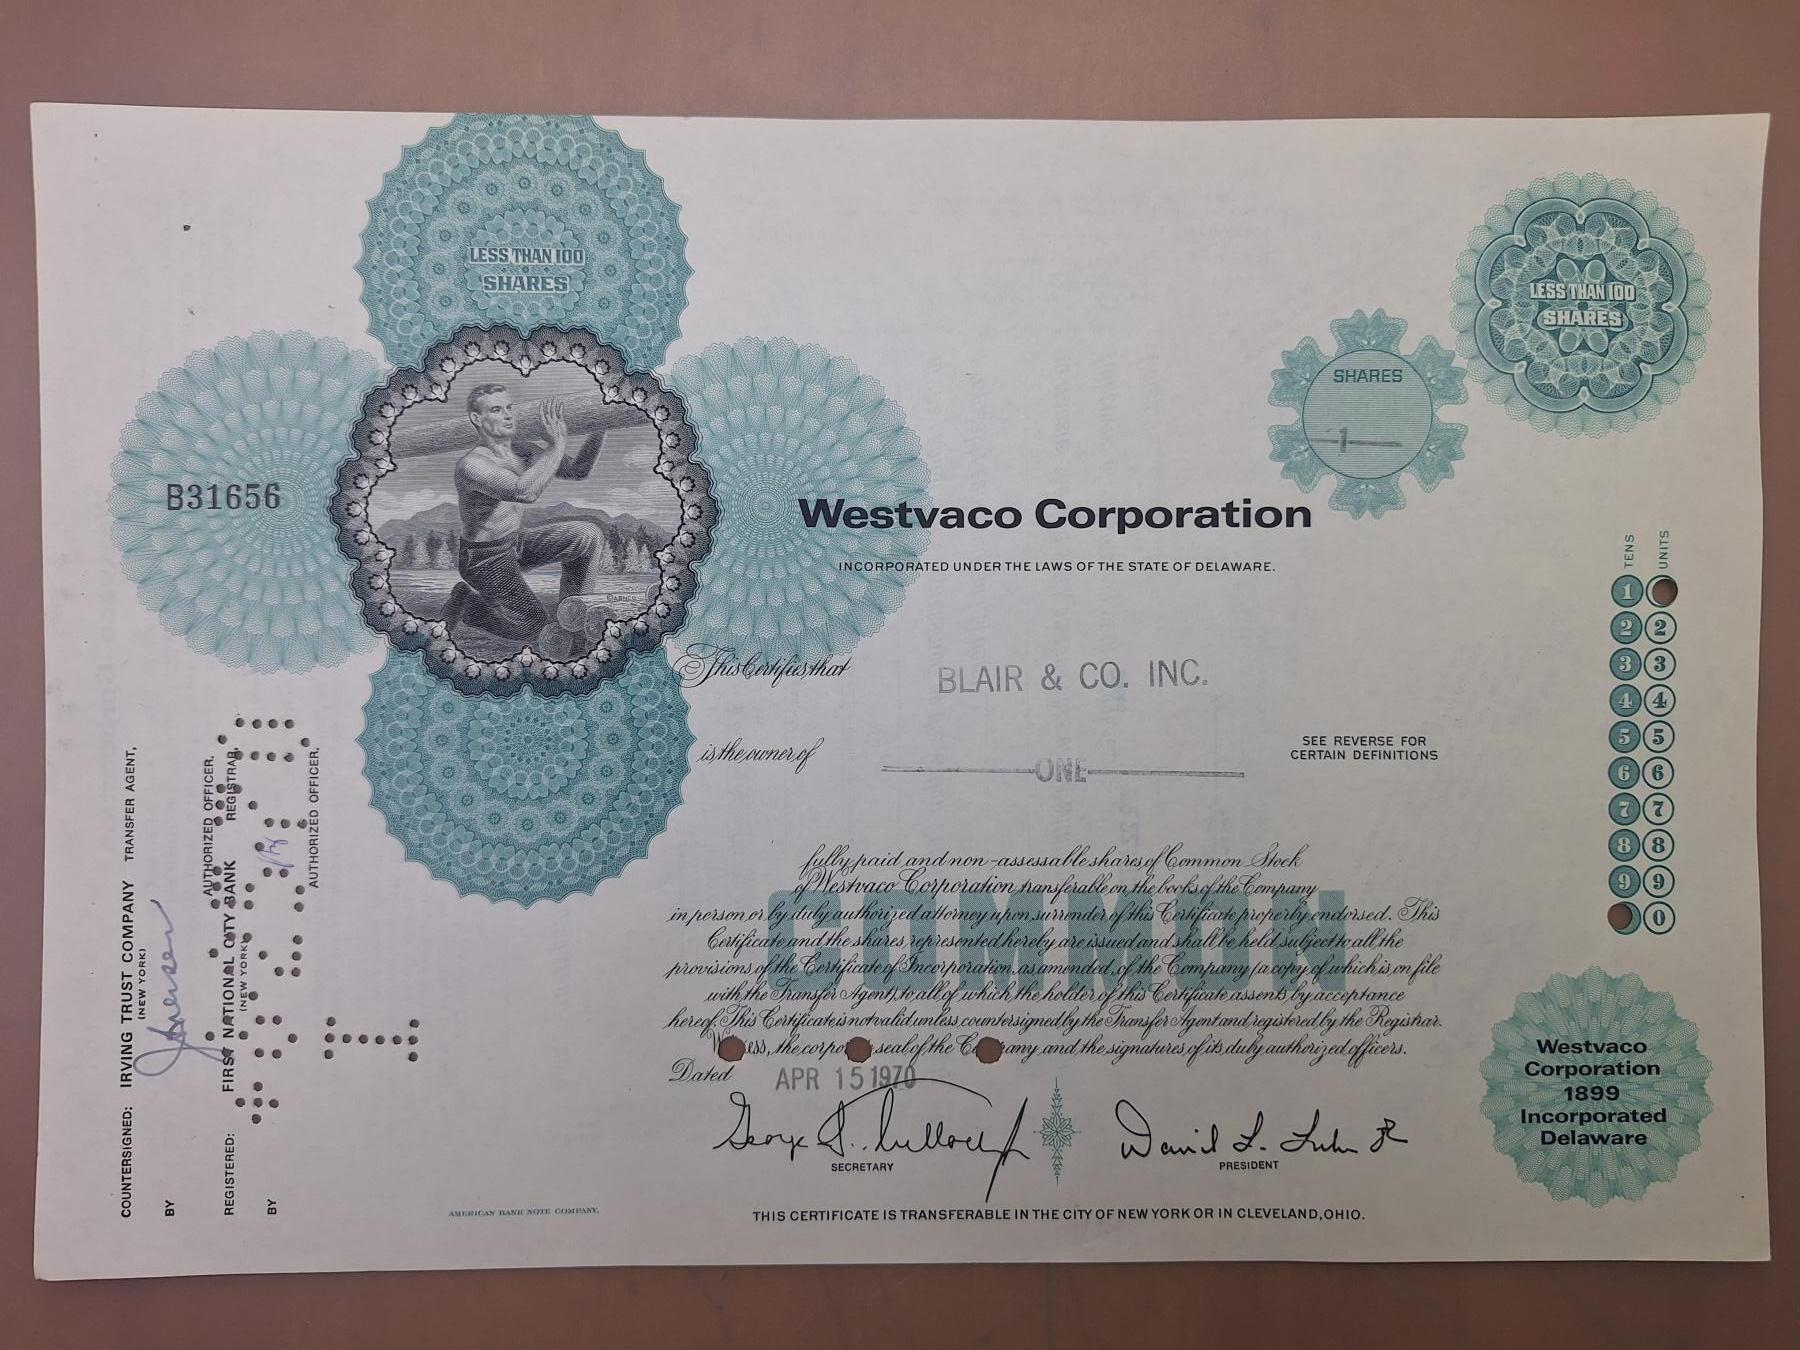 LESS THAN 100
SHARES
LESS THAN 100
SHARES
SHARES
1
B31656
Westvaco Corporation
INCORPORATED UNDER THE LAWS OF THE STATE OF DELAWARE.
TENS UNITS
1
2 2
3 3
4 4
5 5
6 6
7 7
8 8
9 9
0
©ABNCO
This Certifies that
BLAIR & CO. INC.
is the owner of
ONE
SEE REVERSE FOR
CERTAIN DEFINITIONS
COMMON
fully paid and non-assessable shares of Common Stock
of Westvaco Corporation transferable on the books of the Company
in person or by duly authorized attorney upon surrender of this Certificate properly endorsed. This
Certificate and the shares represented hereby are issued and shall be held subject to all the
provisions of the Certificate of Incorporation, as amended, of the Company (a copy of which is on file
with the Transfer Agent), to all of which the holder of this Certificate assents by acceptance
hereof. This Certificate is not valid unless countersigned by the Transfer Agent and registered by the Registrar.
Witness, the corporate seal of the Company and the signatures of its duly authorized officers.
Dated APR 15 1970
SECRETARY
David L. Luke Jr
PRESIDENT
Westvaco
Corporation
1899
Incorporated
Delaware
AMERICAN BANK NOTE COMPANY.
THIS CERTIFICATE IS TRANSFERABLE IN THE CITY OF NEW YORK OR IN CLEVELAND, OHIO.
COUNTERSIGNED: IRVING TRUST COMPANY TRANSFER AGENT,
(NEW YORK)
BY
AUTHORIZED OFFICER.
REGISTERED: FIRST NATIONAL CITY BANK REGISTRAR,
(NEW YORK)
BY
AUTHORIZED OFFICER.